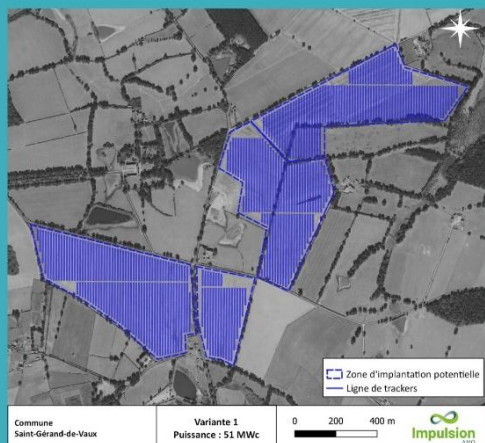 Zone d'implantation potentielle
Ligne de trackers
Commune
Saint-Gérand-de-Vaux
Variante 1
Puissance : 51 MWc
0 200 400 m
Impulsion